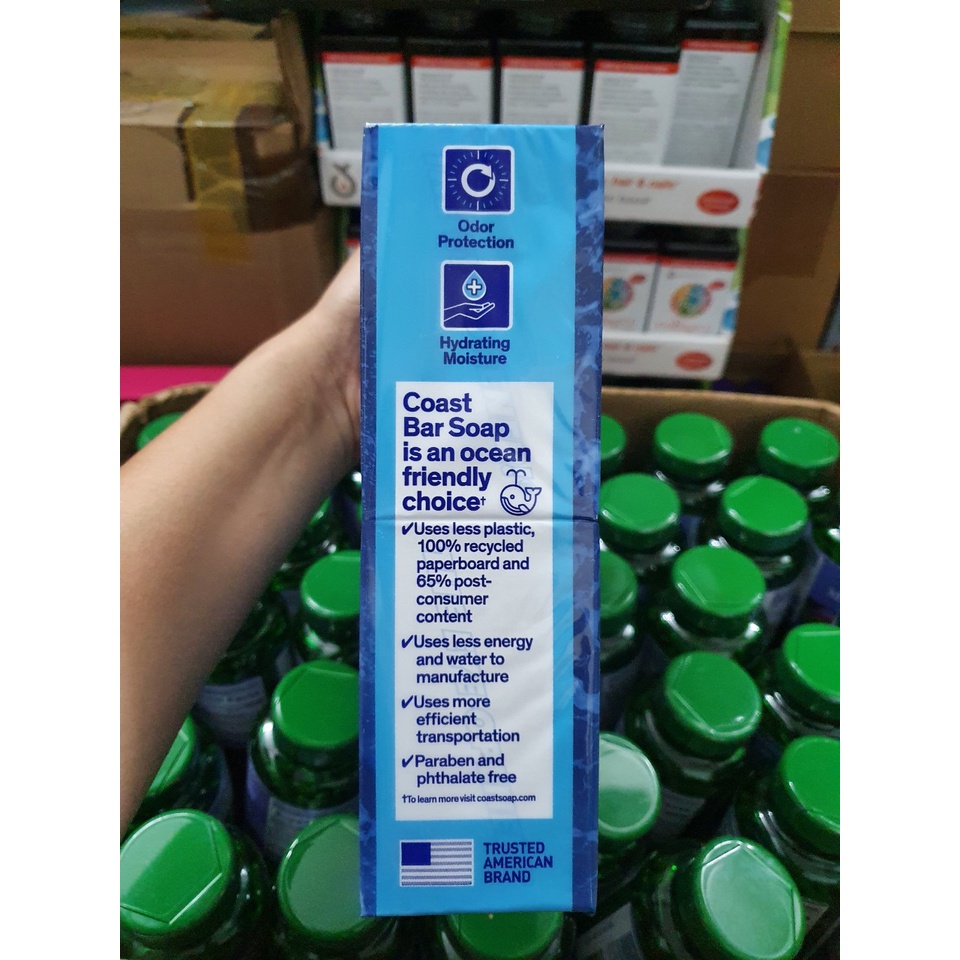 Odor
Protection
Hydrating
Moisture
Coast
Bar Soap
is an ocean
friendly
choice†
✔Uses less plastic,
100% recycled
paperboard and
65% post-
consumer
content
✔Uses less energy
and water to
manufacture
✔Uses more
efficient
transportation
✔Paraben and
phthalate free
†To learn more visit coastsoap.com
TRUSTED
AMERICAN
BRAND